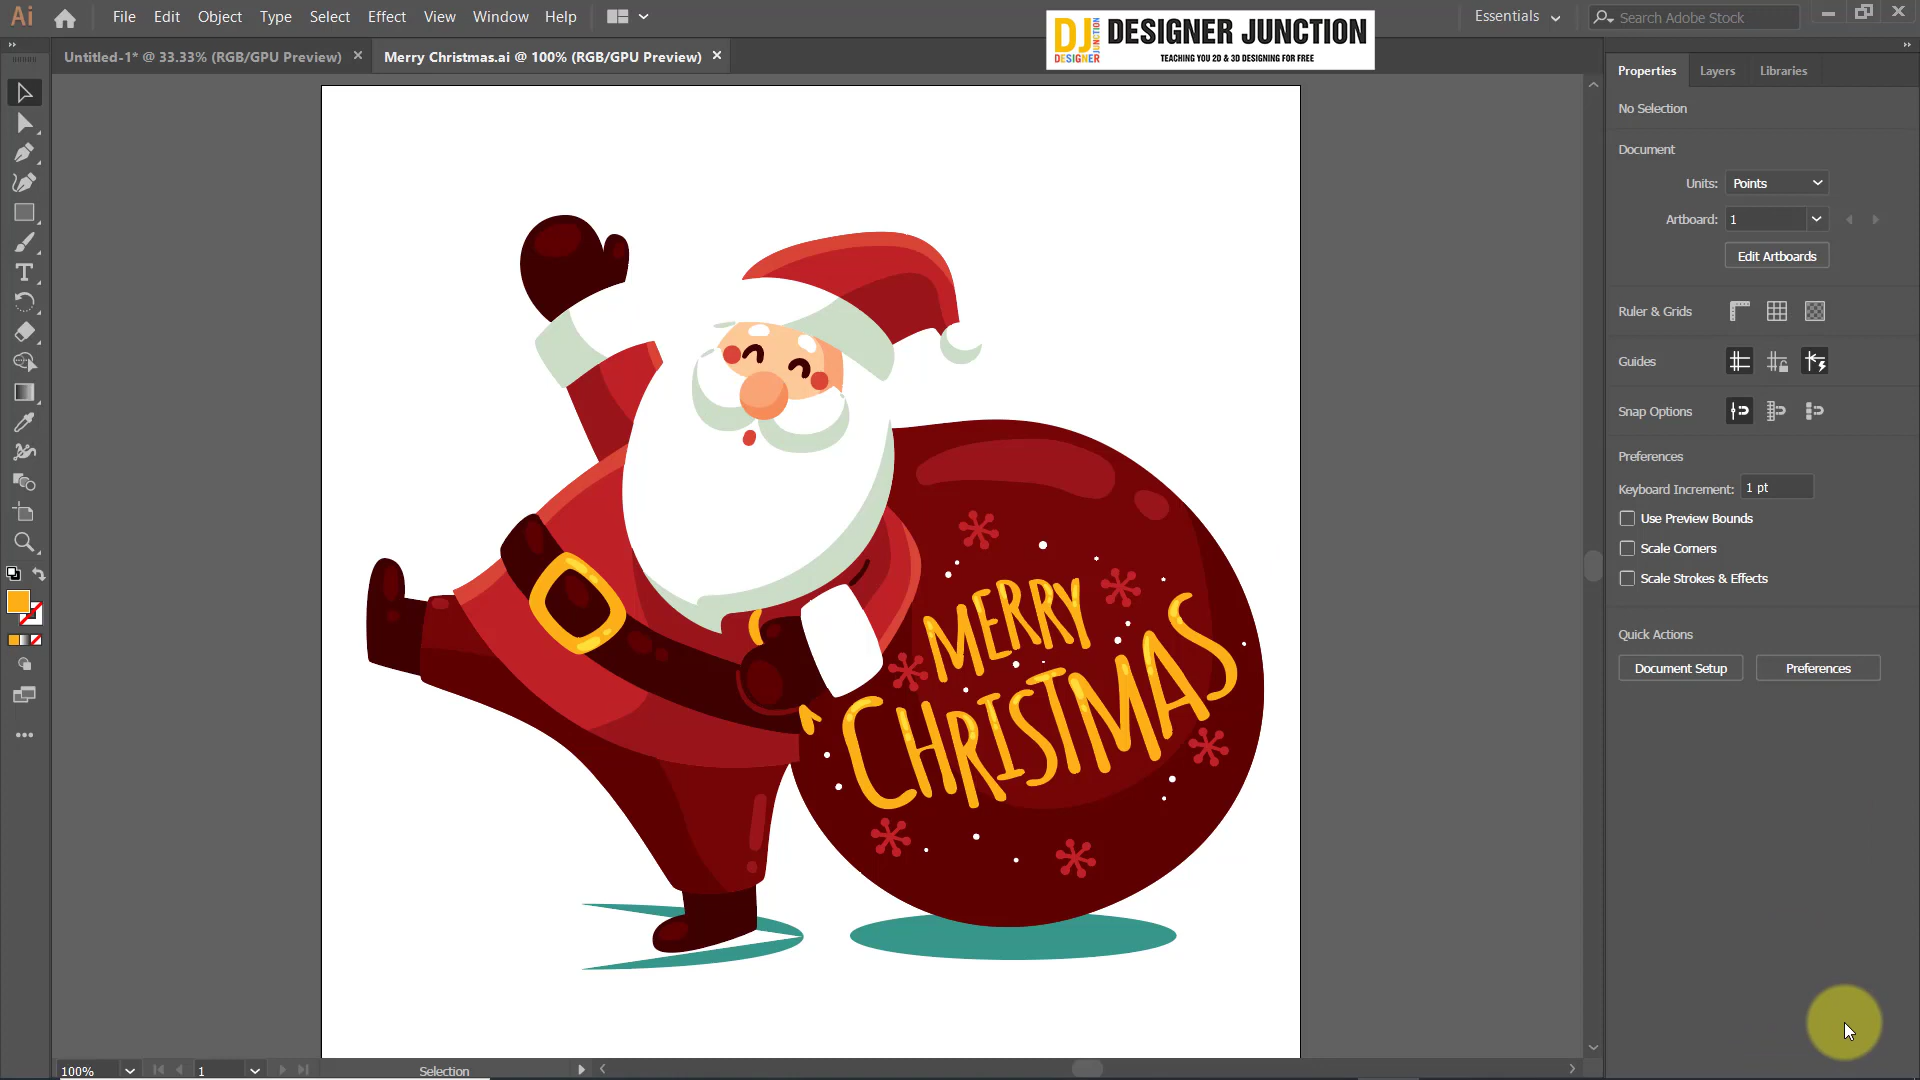 Ai File Edit Object Type Select Effect View Window Help
Essentials
Search Adobe Stock
DJ DESIGNER JUNCTION
DESIGNER
JUNCTION
TEACHING YOU 2D & 3D DESIGNING FOR FREE
Untitled-1* @ 33.33% (RGB/GPU Preview)
Merry Christmas.ai @ 100% (RGB/GPU Preview)
Properties Layers Libraries
No Selection
Document
Units: Points
Artboard: 1
Edit Artboards
Ruler & Grids
Guides
Snap Options
Preferences
Keyboard Increment: 1 pt
Use Preview Bounds
Scale Corners
Scale Strokes & Effects
Quick Actions
Document Setup Preferences
MERRY
CHRISTMAS
100% 1 Selection